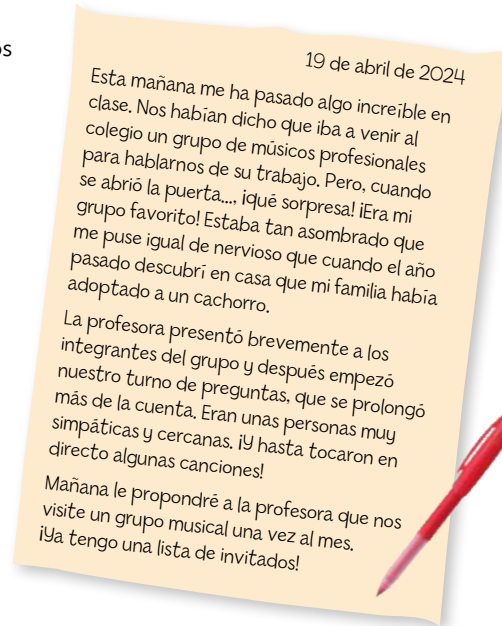 os
19 de abril de 2024
Esta mañana me ha pasado algo increíble en
clase. Nos habían dicho que iba a venir al
colegio un grupo de músicos profesionales
para hablarnos de su trabajo. Pero, cuando
se abrió la puerta..., ¡qué sorpresa! ¡Era mi
grupo favorito! Estaba tan asombrado que
me puse igual de nervioso que cuando el año
pasado descubrí en casa que mi familia había
adoptado a un cachorro.
La profesora presentó brevemente a los
integrantes del grupo y después empezó
nuestro turno de preguntas, que se prolongó
más de la cuenta. Eran unas personas muy
simpáticas y cercanas. ¡Y hasta tocaron en
directo algunas canciones!
Mañana le propondré a la profesora que nos
visite un grupo musical una vez al mes.
¡Ya tengo una lista de invitados!